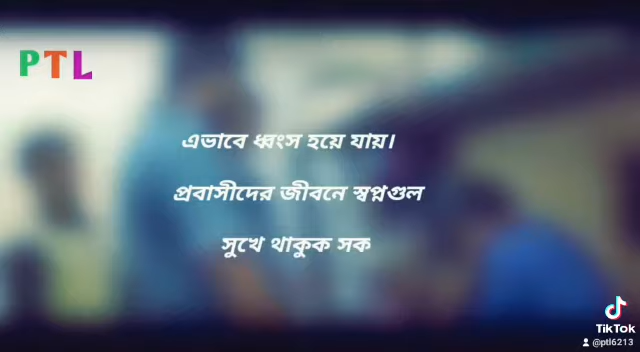 PTL
এভাবে ধ্বংস হয়ে যায়।
প্রবাসীদের জীবনে স্বপ্নগুল
সুখে থাকুক সক
TikTok
@ptl6213